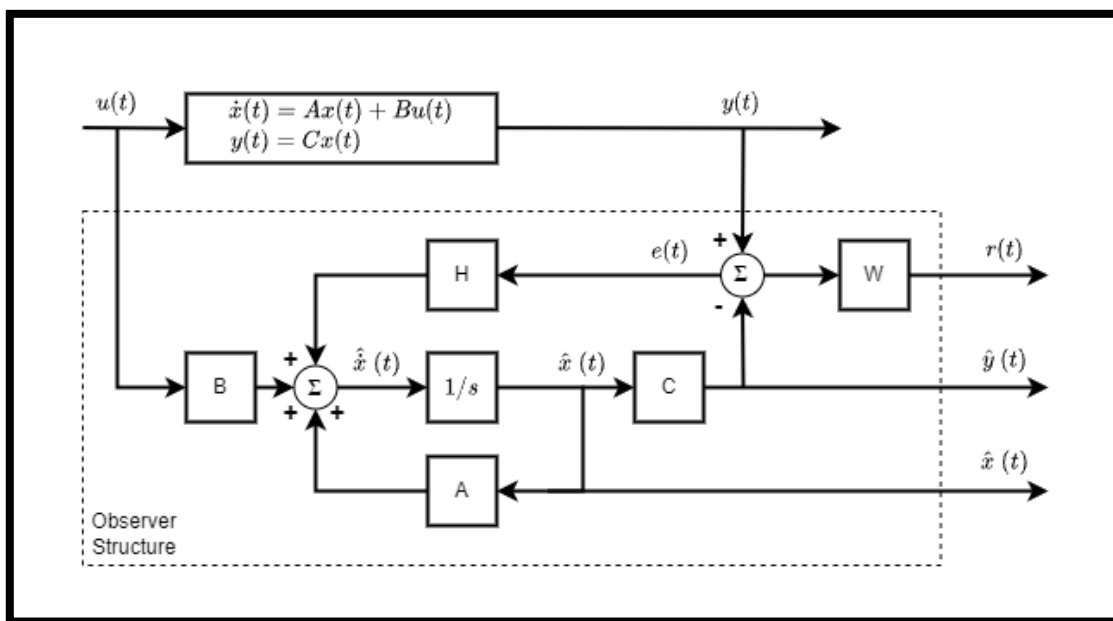 u(t)
ẋ(t) = Ax(t) + Bu(t)
y(t) = Cx(t)
y(t)
+
H
e(t)
Σ
W
r(t)
-
+
B
Σ
x̂̇ (t)
1/s
x̂ (t)
C
ŷ (t)
+
+
A
x̂ (t)
Observer
Structure